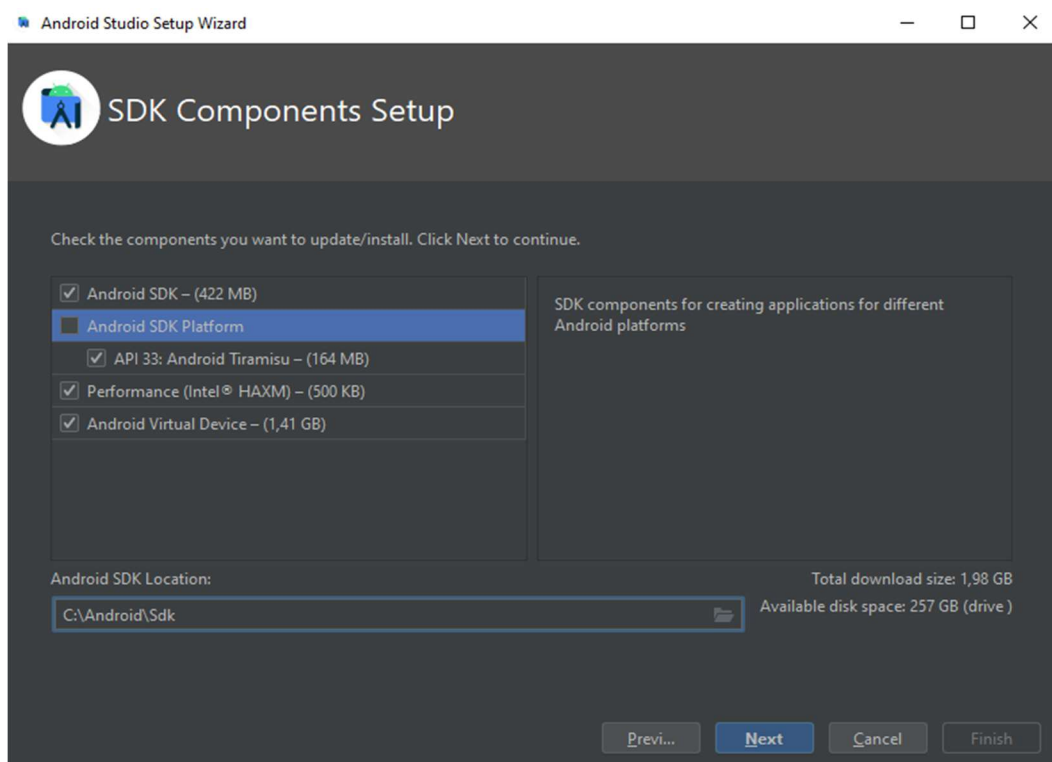 Android Studio Setup Wizard
SDK Components Setup
Check the components you want to update/install. Click Next to continue.
Android SDK – (422 MB)
Android SDK Platform
API 33: Android Tiramisu – (164 MB)
Performance (Intel® HAXM) – (500 KB)
Android Virtual Device – (1,41 GB)
SDK components for creating applications for different
Android platforms
Android SDK Location:
C:\Android\Sdk
Total download size: 1,98 GB
Available disk space: 257 GB (drive )
Previ...
Next
Cancel
Finish